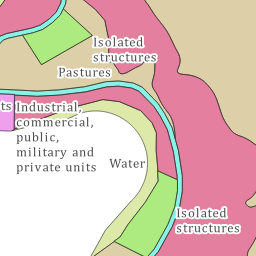 Isolated
structures
Pastures
ts
Industrial,
commercial,
public,
military and
private units
Water
Isolated
structures